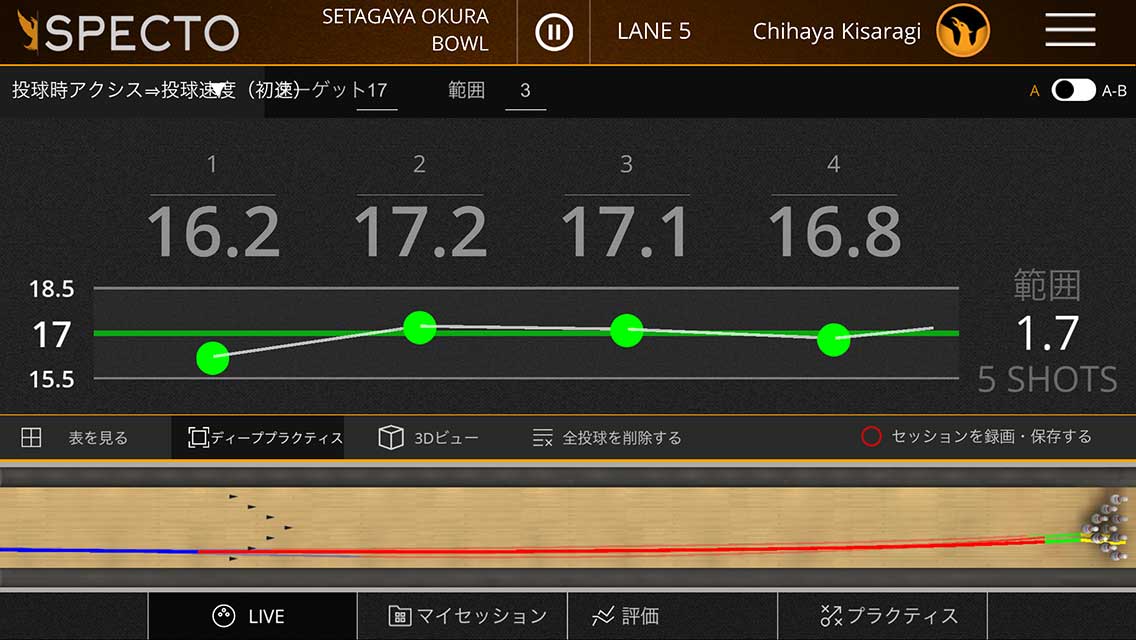 SPECTO
SETAGAYA OKURA
BOWL
LANE 5
Chihaya Kisaragi
投球時アクシス⇒投球速度（初速）
ーゲット17
範囲 3
A A-B
1 2 3 4
16.2 17.2 17.1 16.8
18.5
17
15.5
範囲
1.7
5 SHOTS
表を見る
ディーププラクティス
3Dビュー
全投球を削除する
セッションを録画・保存する
LIVE
マイセッション
評価
プラクティス